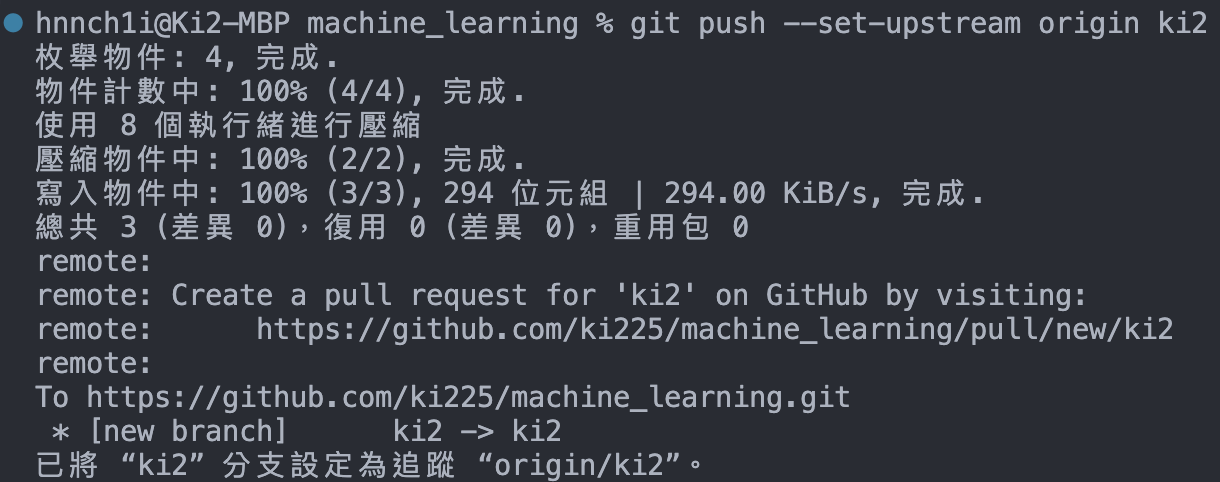 hnnch1i@Ki2-MBP machine_learning % git push --set-upstream origin ki2
枚舉物件: 4, 完成.
物件計數中: 100% (4/4), 完成.
使用 8 個執行緒進行壓縮
壓縮物件中: 100% (2/2), 完成.
寫入物件中: 100% (3/3), 294 位元組 | 294.00 KiB/s, 完成.
總共 3 (差異 0)，復用 0 (差異 0)，重用包 0
remote:
remote: Create a pull request for 'ki2' on GitHub by visiting:
remote:      https://github.com/ki225/machine_learning/pull/new/ki2
remote:
To https://github.com/ki225/machine_learning.git
 * [new branch]      ki2 -> ki2
已將 “ki2” 分支設定為追蹤 “origin/ki2”。